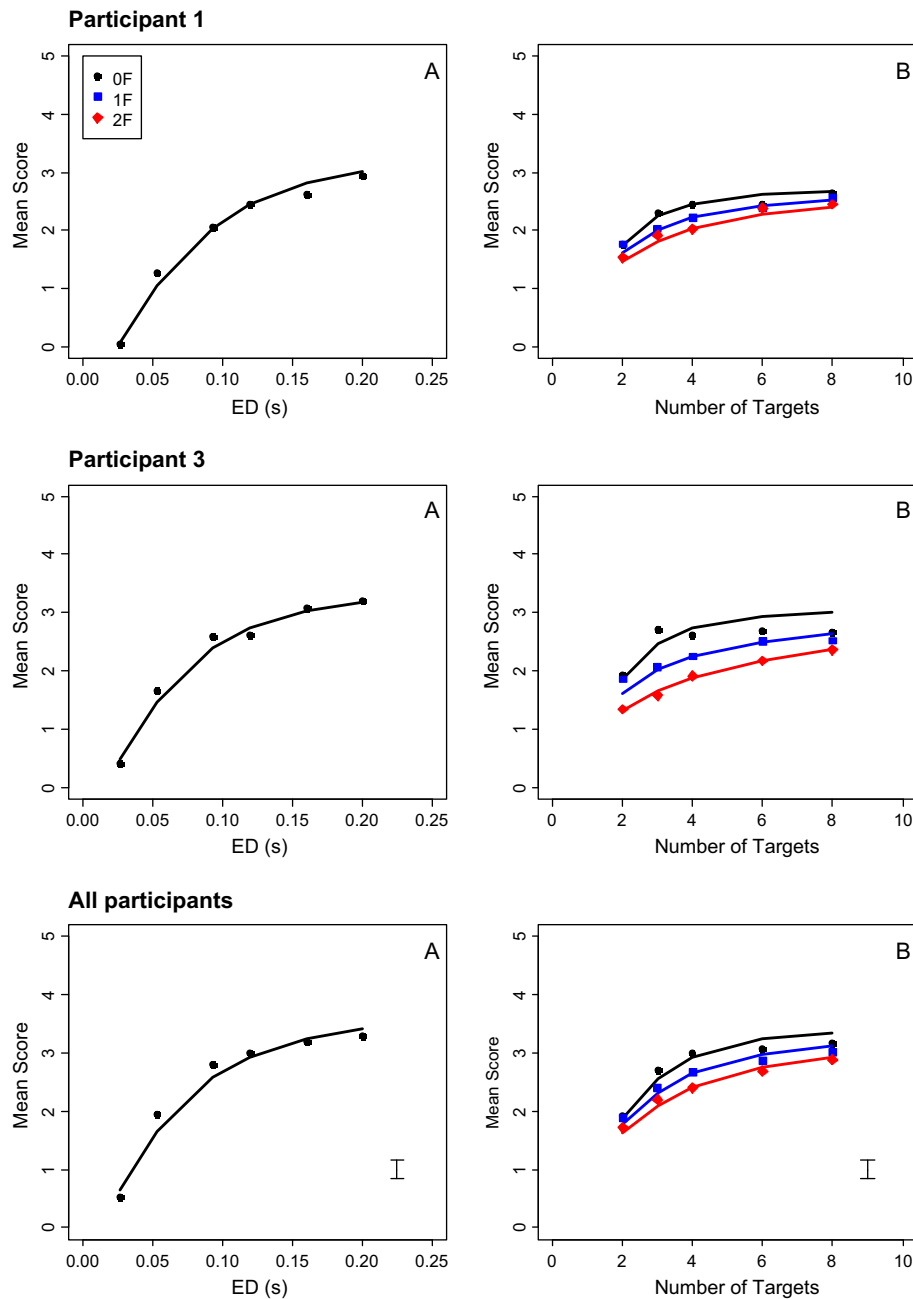 Participant 1
A
0F
1F
2F
Mean Score
0 1 2 3 4 5
0.00 0.05 0.10 0.15 0.20 0.25
ED (s)
B
Mean Score
0 1 2 3 4 5
0 2 4 6 8 10
Number of Targets
Participant 3
A
Mean Score
0 1 2 3 4 5
0.00 0.05 0.10 0.15 0.20 0.25
ED (s)
B
Mean Score
0 1 2 3 4 5
0 2 4 6 8 10
Number of Targets
All participants
A
Mean Score
0 1 2 3 4 5
0.00 0.05 0.10 0.15 0.20 0.25
ED (s)
B
Mean Score
0 1 2 3 4 5
0 2 4 6 8 10
Number of Targets